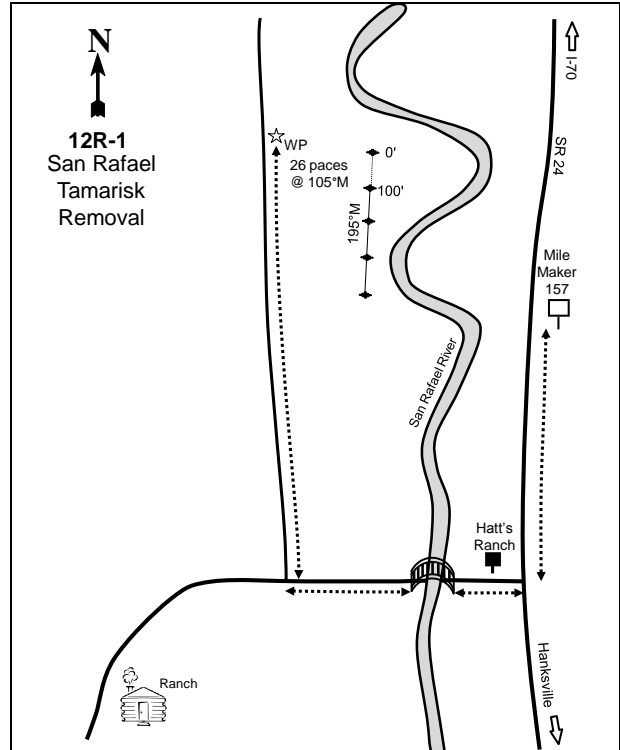 N
12R-1
San Rafael
Tamarisk
Removal
I-70
SR 24
WP
26 paces
@ 105°M
0'
100'
195°M
Mile
Maker
157
San Rafael River
Hatt's
Ranch
Hanksville
Ranch